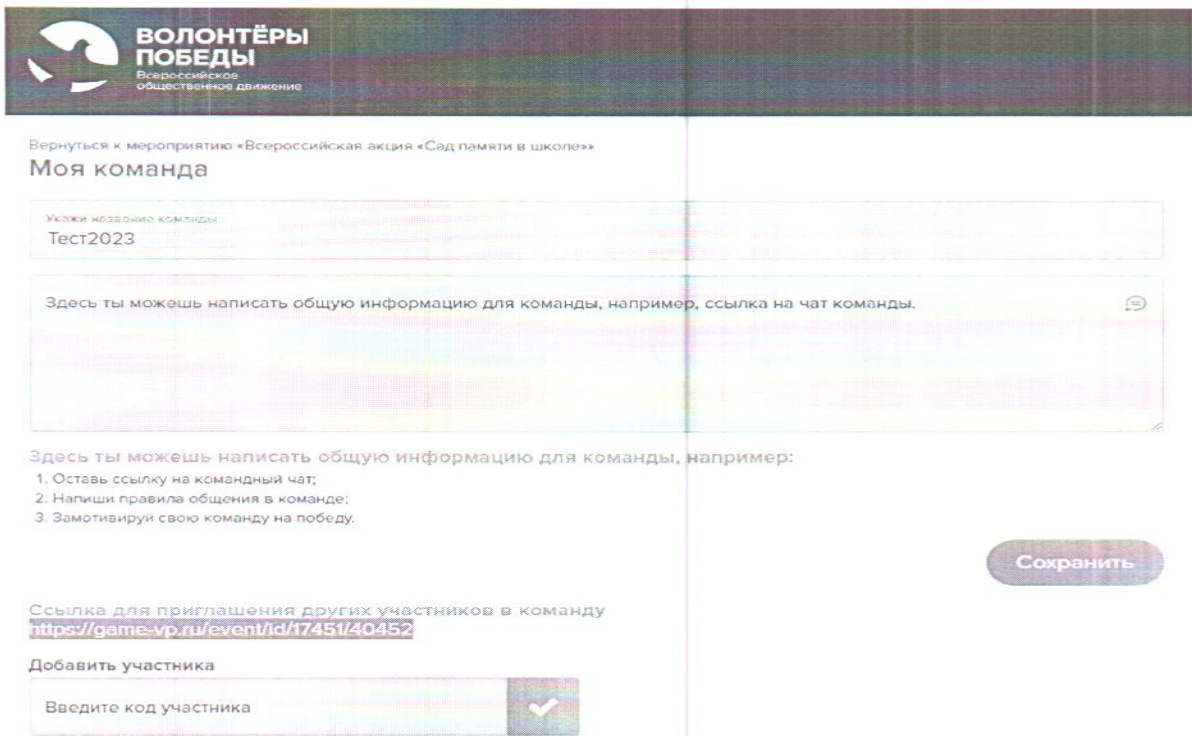 ВОЛОНТЁРЫ
ПОБЕДЫ
Всероссийское
общественное движение
Вернуться к мероприятию «Всероссийская акция «Сад памяти в школе»»
Моя команда
Укажи название команды
Тест2023
Здесь ты можешь написать общую информацию для команды, например, ссылка на чат команды.
Здесь ты можешь написать общую информацию для команды, например:
1. Оставь ссылку на командный чат;
2. Напиши правила общения в команде;
3. Замотивируй свою команду на победу.
Сохранить
Ссылка для приглашения других участников в команду
https://game-vp.ru/event/id/17451/40452
Добавить участника
Введите код участника